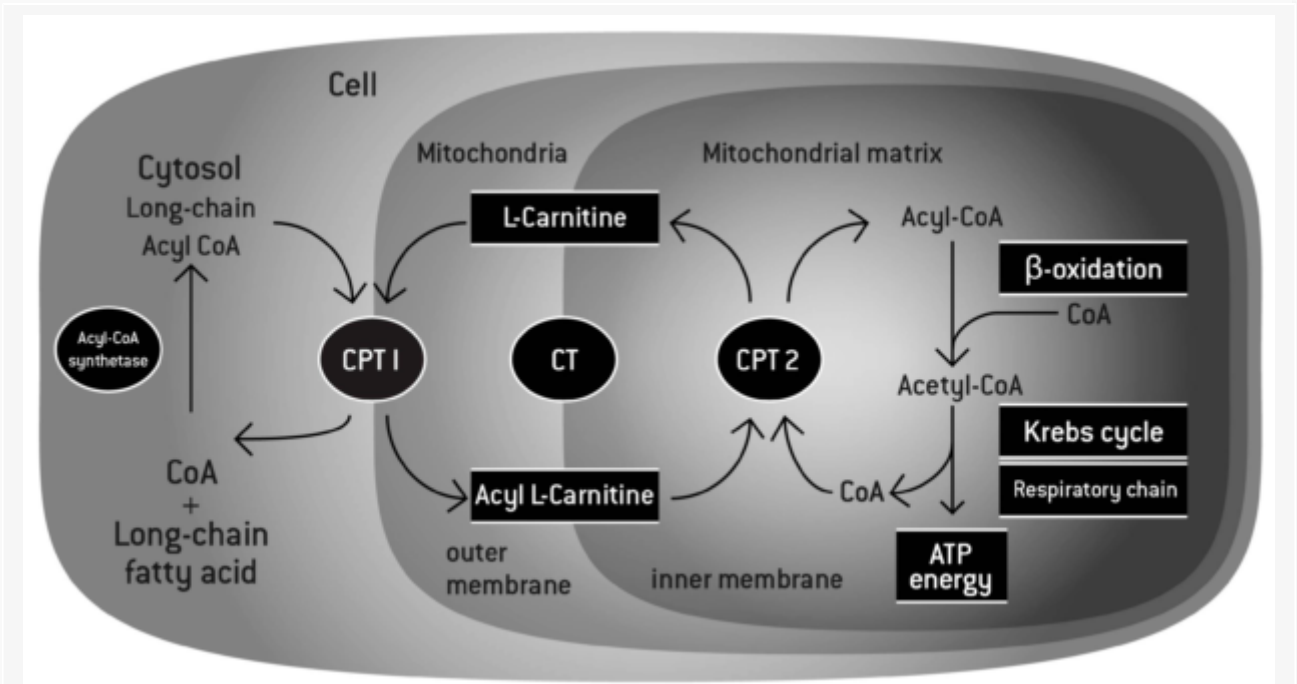 Cell
Cytosol
Long-chain
Acyl CoA
Acyl-CoA
synthetase
CoA
+
Long-chain
fatty acid
CPT I
Mitochondria
L-Carnitine
CT
Acyl L-Carnitine
outer
membrane
Mitochondrial matrix
CPT 2
inner membrane
Acyl-CoA
β-oxidation
CoA
Acetyl-CoA
Krebs cycle
Respiratory chain
CoA
ATP
energy